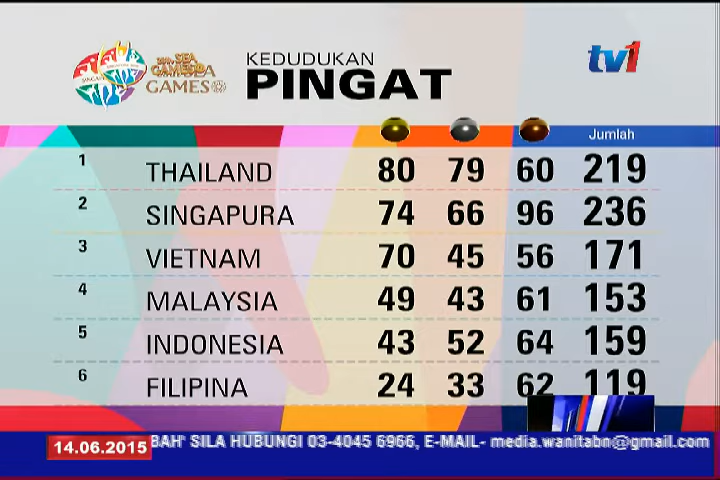 SEA
GAMES
KEDUDUKAN
PINGAT
tv1
Jumlah
1 THAILAND 80 79 60 219
2 SINGAPURA 74 66 96 236
3 VIETNAM 70 45 56 171
4 MALAYSIA 49 43 61 153
5 INDONESIA 43 52 64 159
6 FILIPINA 24 33 62 119
14.06.2015 BAH' SILA HUBUNGI 03-4045 6966, E-MAIL- media.wanitabn@gmail.com